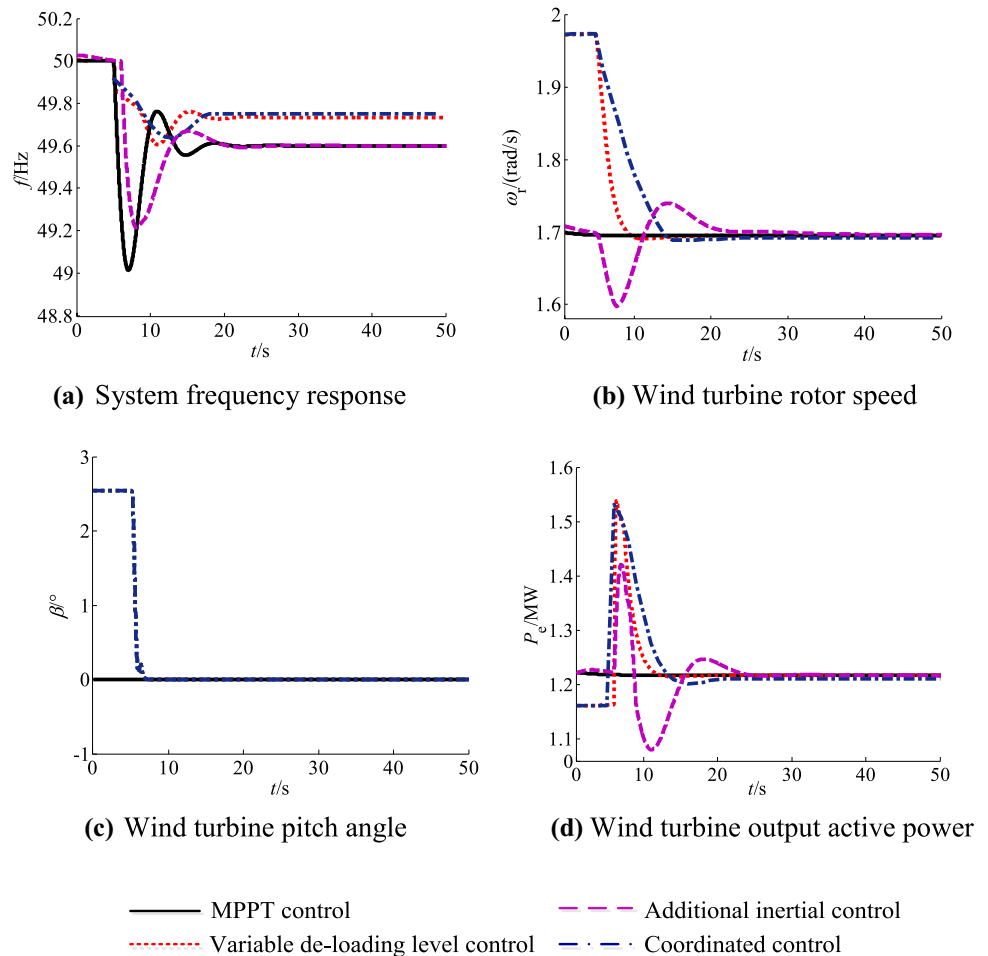 50.2
50
49.8
49.6
49.4
49.2
49
48.8
f/Hz
0 10 20 30 40 50
t/s
(a) System frequency response
2
1.9
1.8
1.7
1.6
ωr/(rad/s)
0 10 20 30 40 50
t/s
(b) Wind turbine rotor speed
3
2
1
0
-1
β/°
0 10 20 30 40 50
t/s
(c) Wind turbine pitch angle
1.6
1.5
1.4
1.3
1.2
1.1
0
Pe/MW
0 10 20 30 40 50
t/s
(d) Wind turbine output active power
MPPT control
Additional inertial control
Variable de-loading level control
Coordinated control